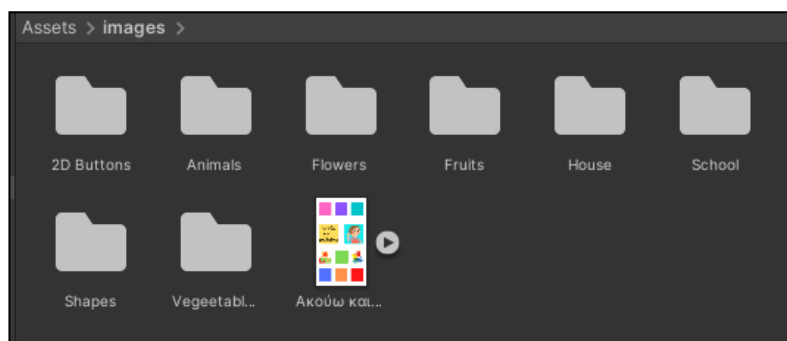 Assets > images >
2D Buttons Animals Flowers Fruits House School
Shapes Vegeetabl... Ακούω και...